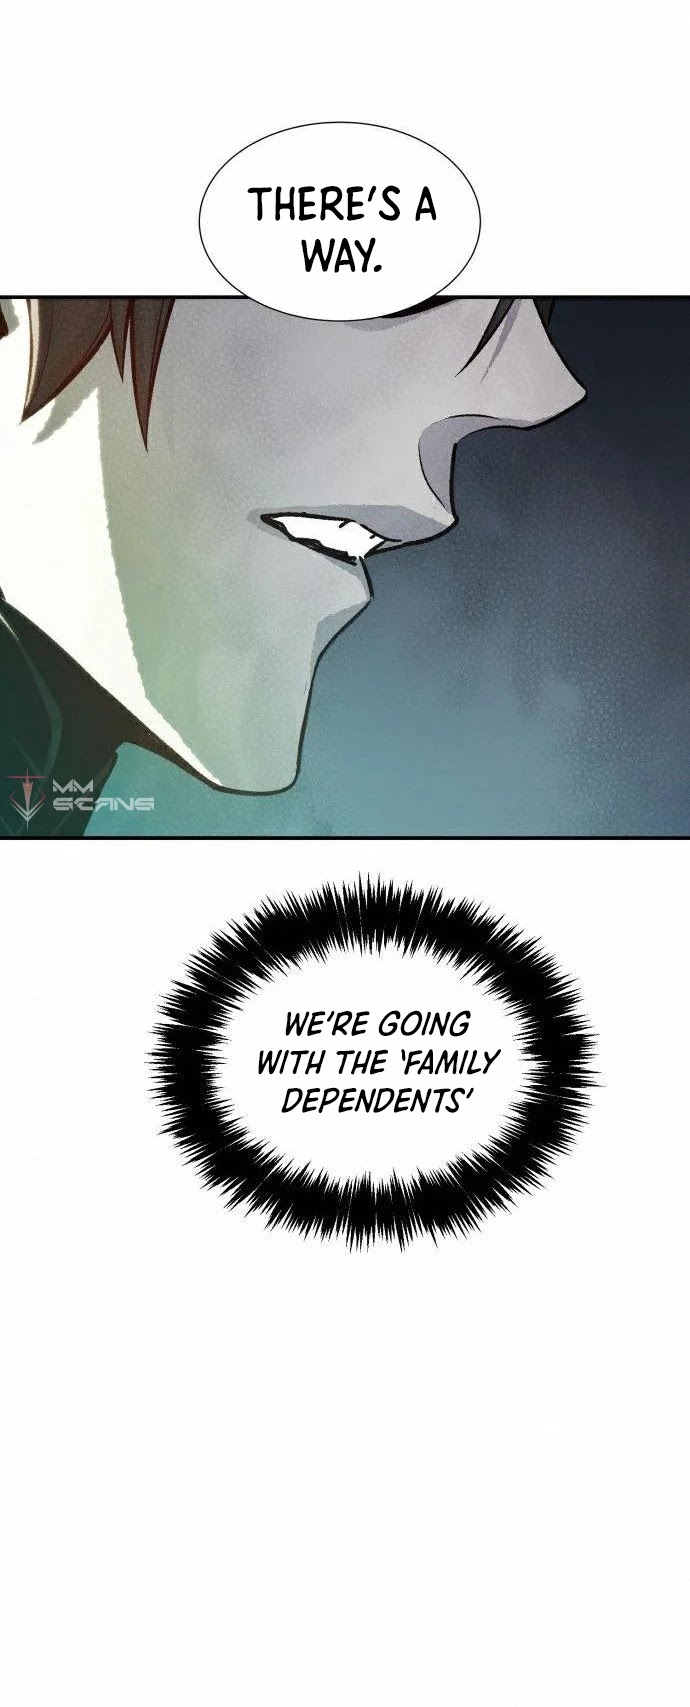 THERE'S A
WAY.
MM
SCANS
WE'RE GOING
WITH THE 'FAMILY
DEPENDENTS'